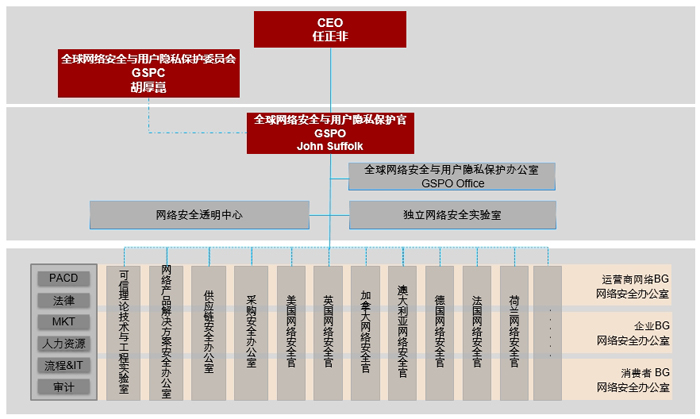 CEO
任正非
全球网络安全与用户隐私保护委员会
GSPC
胡厚崑
全球网络安全与用户隐私保护官
GSPO
John Suffolk
全球网络安全与用户隐私保护办公室
GSPO Office
网络安全透明中心
独立网络安全实验室
PACD
法律
MKT
人力资源
流程&IT
审计
可信理论技术与工程实验室
网络产品解决方案安全办公室
供应链安全办公室
采购安全办公室
美国网络安全官
英国网络安全官
加拿大网络安全官
澳大利亚网络安全官
德国网络安全官
法国网络安全官
荷兰网络安全官
......
运营商网络BG
网络安全办公室
企业BG
网络安全办公室
消费者 BG
网络安全办公室